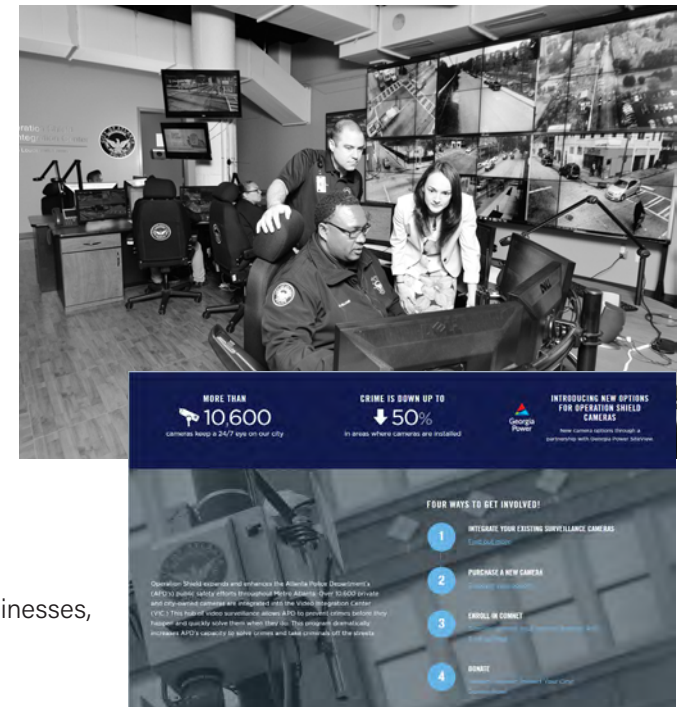 MORE THAN
10,600
cameras keep a 24/7 eye on our city
CRIME IS DOWN UP TO
50%
in areas where cameras are installed
Georgia
Power
INTRODUCING NEW OPTIONS
FOR OPERATION SHIELD
CAMERAS
New camera options through a
partnership with Georgia Power SiteView.
inesses,
Operation Shield expands and enhances the Atlanta Police Department's
(APD's) public safety efforts throughout Metro Atlanta. Over 10,600 private
and city-owned cameras are integrated into the Video Integration Center
(VIC.) This hub of video surveillance allows APD to prevent crimes before they
happen and quickly solve them when they do. This program dramatically
increases APD's capacity to solve crimes and take criminals off the streets
FOUR WAYS TO GET INVOLVED!
1
INTEGRATE YOUR EXISTING SURVEILLANCE CAMERAS
2
PURCHASE A NEW CAMERA
3
ENROLL IN COMNET
4
DONATE